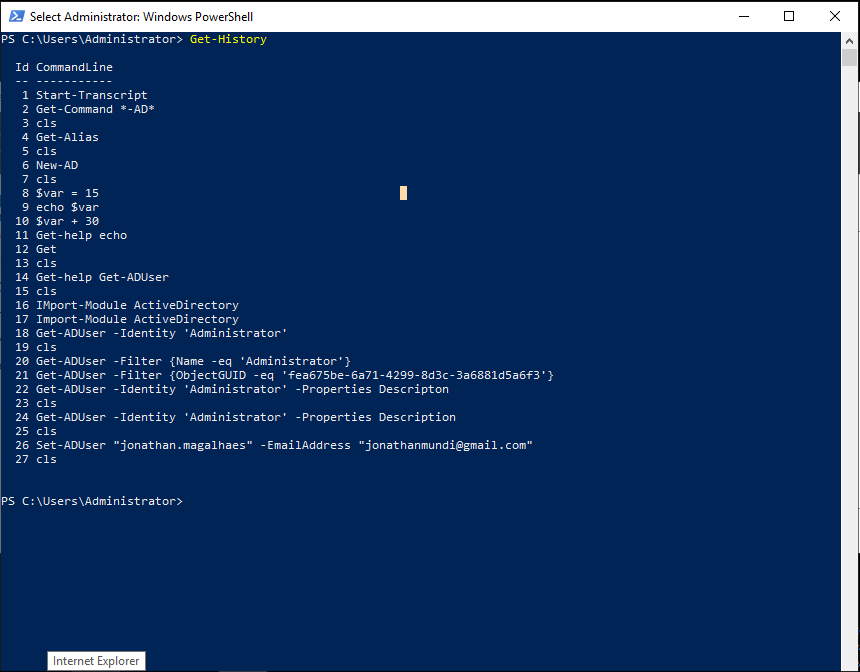 Select Administrator: Windows PowerShell
PS C:\Users\Administrator> Get-History
Id CommandLine
-- -----------
1 Start-Transcript
2 Get-Command *-AD*
3 cls
4 Get-Alias
5 cls
6 New-AD
7 cls
8 $var = 15
9 echo $var
10 $var + 30
11 Get-help echo
12 Get
13 cls
14 Get-help Get-ADUser
15 cls
16 IMport-Module ActiveDirectory
17 Import-Module ActiveDirectory
18 Get-ADUser -Identity 'Administrator'
19 cls
20 Get-ADUser -Filter {Name -eq 'Administrator'}
21 Get-ADUser -Filter {ObjectGUID -eq 'fea675be-6a71-4299-8d3c-3a6881d5a6f3'}
22 Get-ADUser -Identity 'Administrator' -Properties Descripton
23 cls
24 Get-ADUser -Identity 'Administrator' -Properties Description
25 cls
26 Set-ADUser "jonathan.magalhaes" -EmailAddress "jonathanmundi@gmail.com"
27 cls
PS C:\Users\Administrator>
Internet Explorer